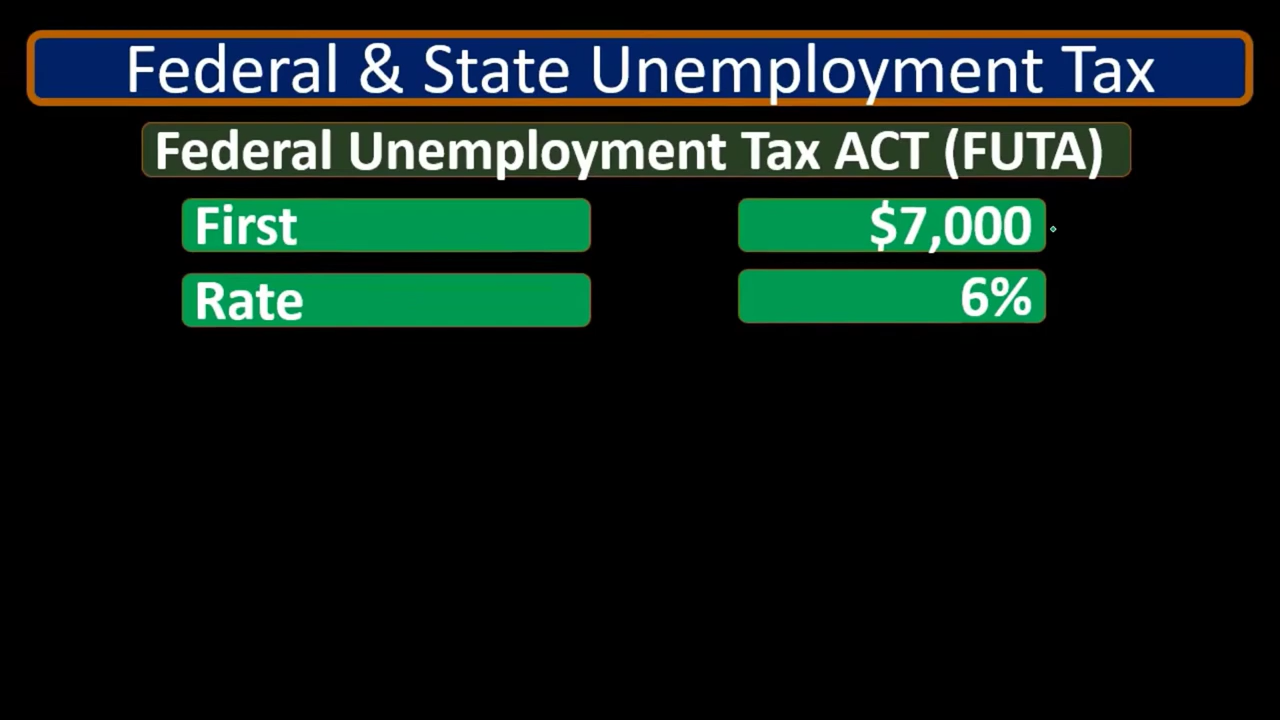 Federal & State Unemployment Tax
Federal Unemployment Tax ACT (FUTA)
First $7,000
Rate 6%